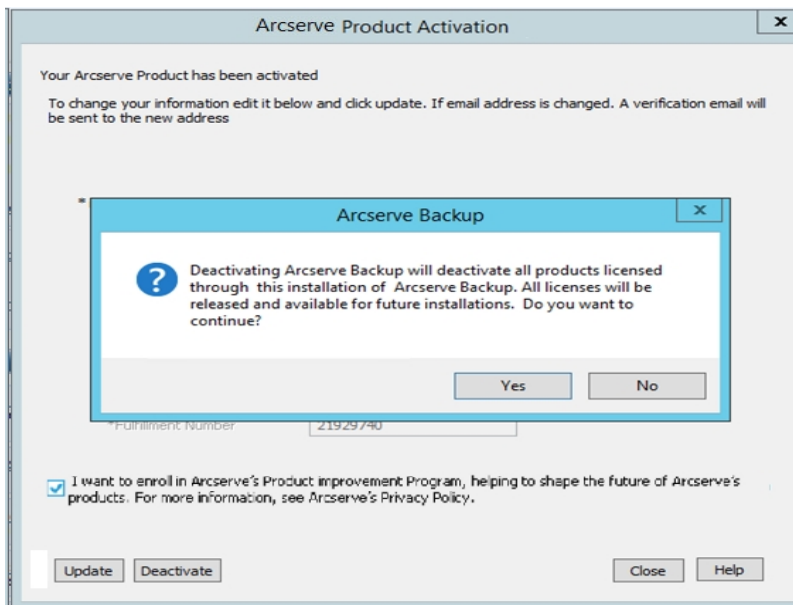 Arcserve Product Activation
x
Your Arcserve Product has been activated
To change your information edit it below and click update. If email address is changed. A verification email will
be sent to the new address
*
Arcserve Backup
x
?
Deactivating Arcserve Backup will deactivate all products licensed
through this installation of Arcserve Backup. All licenses will be
released and available for future installations. Do you want to
continue?
Yes No
*Fulfillment Number 21929740
I want to enroll in Arcserve's Product improvement Program, helping to shape the future of Arcserve's
products. For more information, see Arcserve's Privacy Policy.
Update Deactivate Close Help